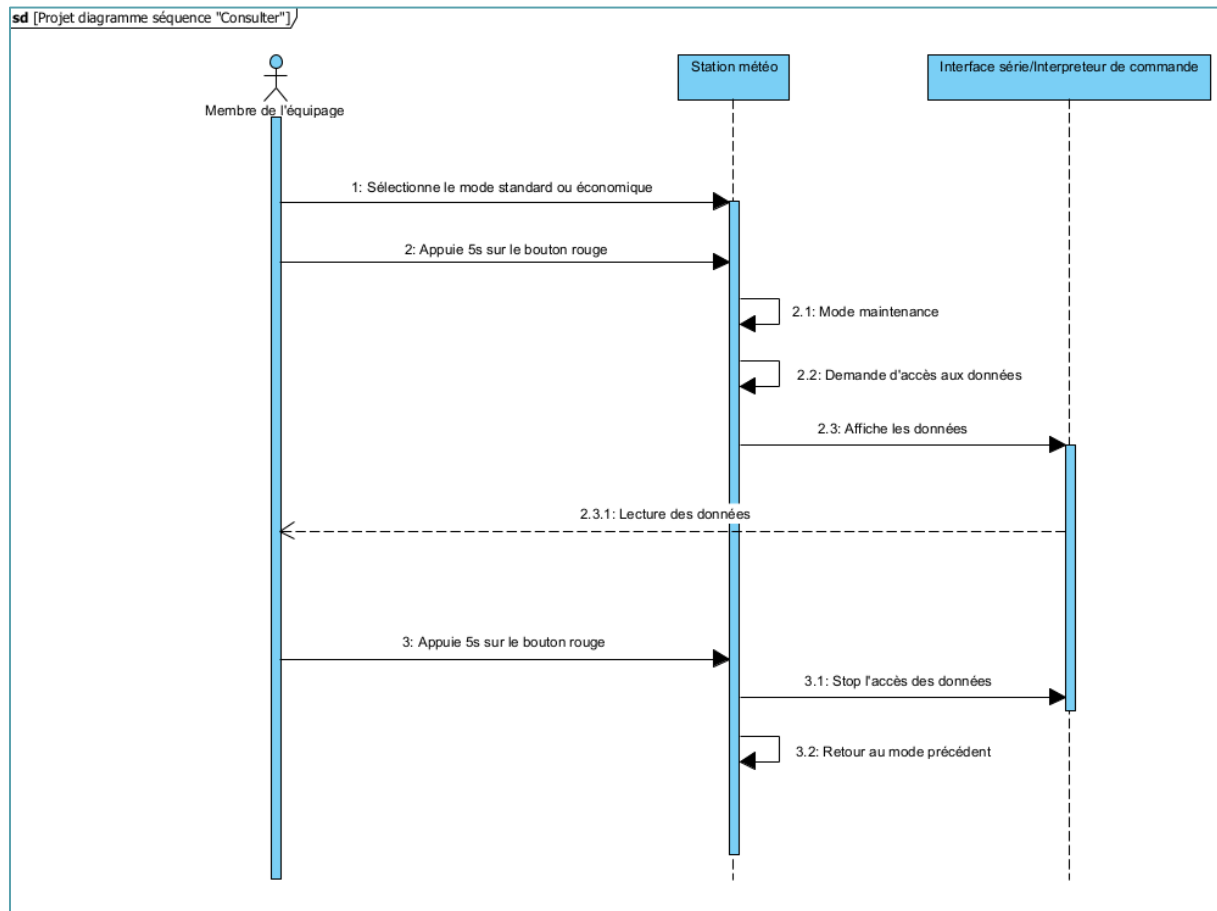 sd [Projet diagramme séquence "Consulter"]
Station météo
Interface série/Interpreteur de commande
Membre de l'équipage
1: Sélectionne le mode standard ou économique
2: Appuie 5s sur le bouton rouge
2.1: Mode maintenance
2.2: Demande d'accès aux données
2.3: Affiche les données
2.3.1: Lecture des données
3: Appuie 5s sur le bouton rouge
3.1: Stop l'accès des données
3.2: Retour au mode précédent